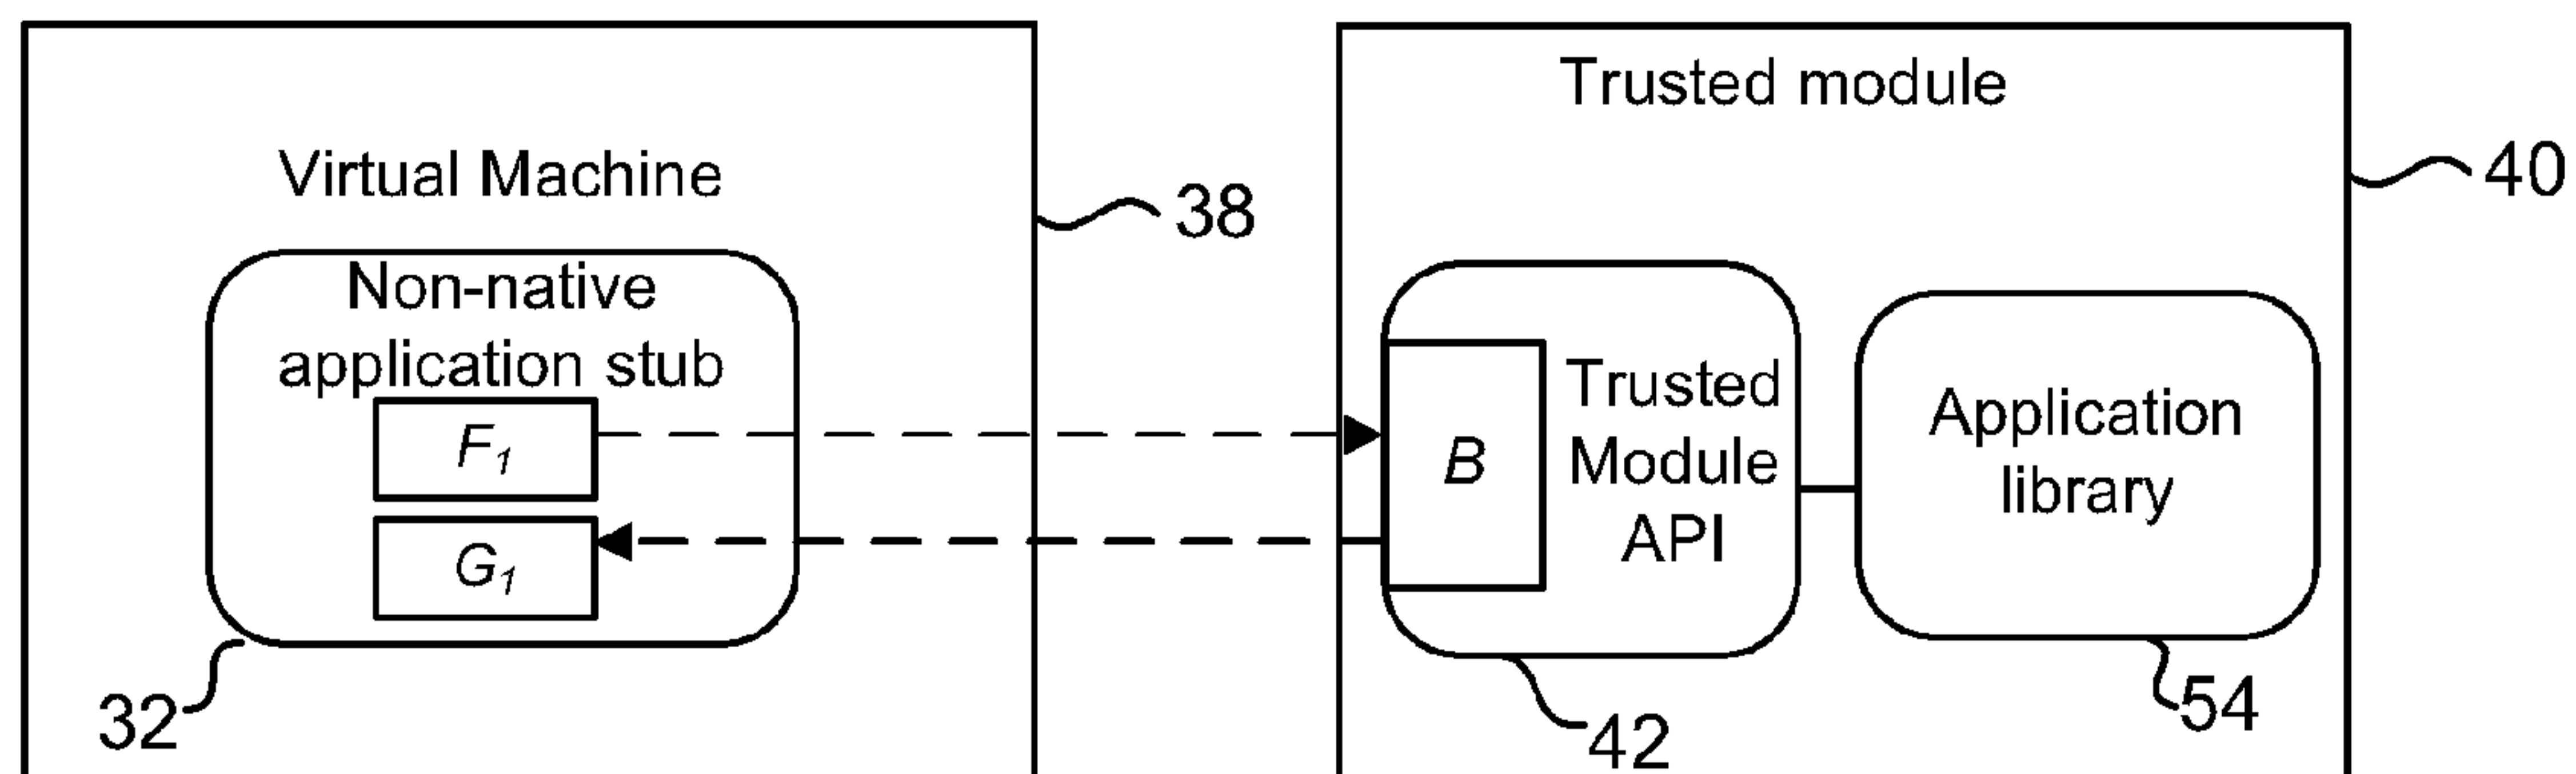 Virtual Machine
38
Non-native
application stub
F₁
G₁
32
Trusted module
40
B
Trusted
Module
API
42
Application
library
54